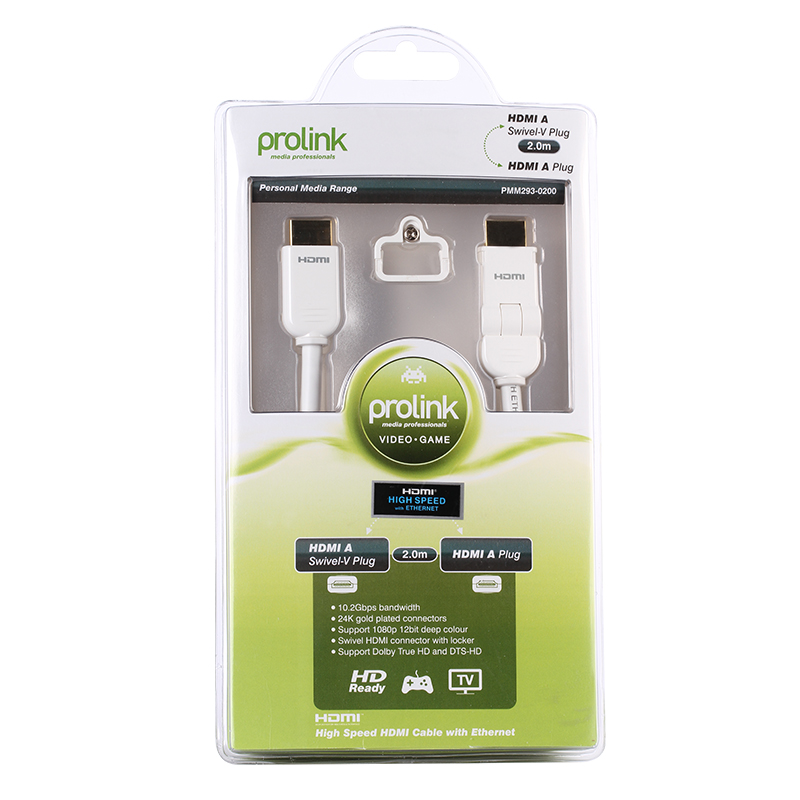 prolink
media professionals
HDMI A
Swivel-V Plug
2.0m
HDMI A Plug
Personal Media Range
PMM293-0200
HDMI
HDMI
ETHE
prolink
media professionals
VIDEO • GAME
HDMI®
HIGH SPEED
with ETHERNET
HDMI A
Swivel-V Plug
2.0m
HDMI A Plug
• 10.2Gbps bandwidth
• 24K gold plated connectors
• Support 1080p 12bit deep colour
• Swivel HDMI connector with locker
• Support Dolby True HD and DTS-HD
HD
Ready
TV
HDMI
High Speed HDMI Cable with Ethernet